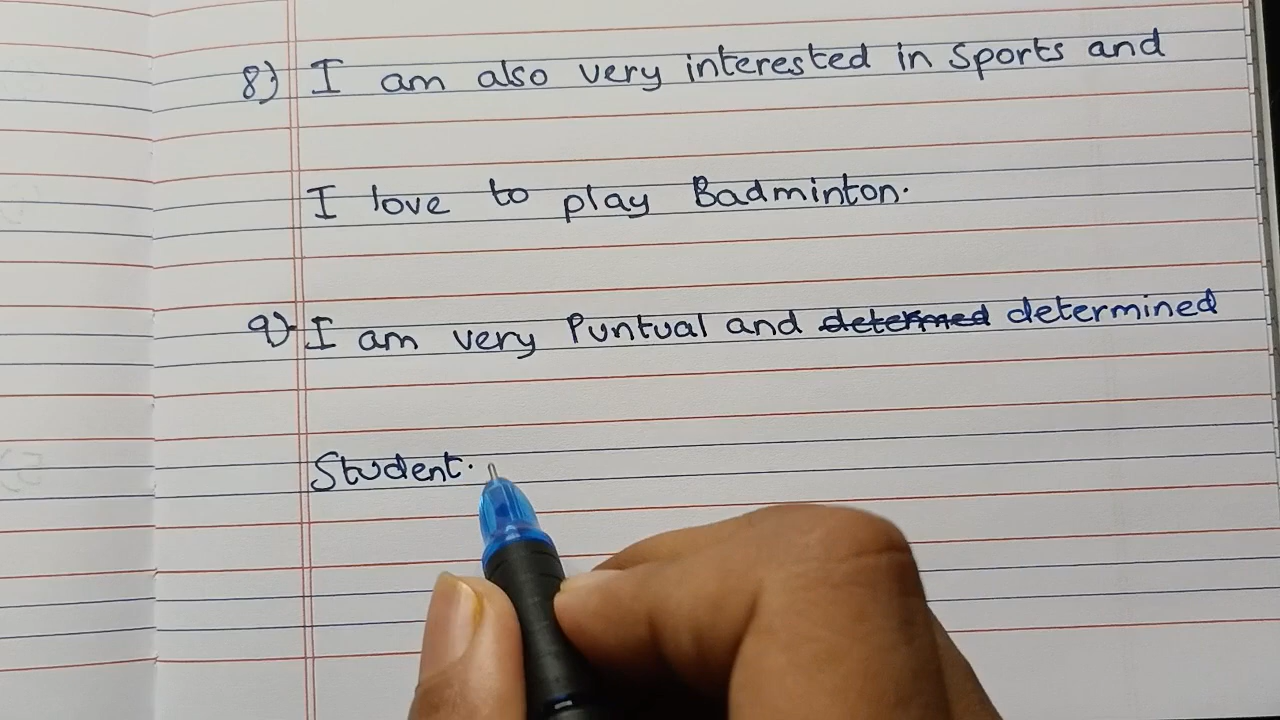 8) I am also very interested in Sports and
I love to play Badminton.
9) I am very Puntual and determed determined
Student.